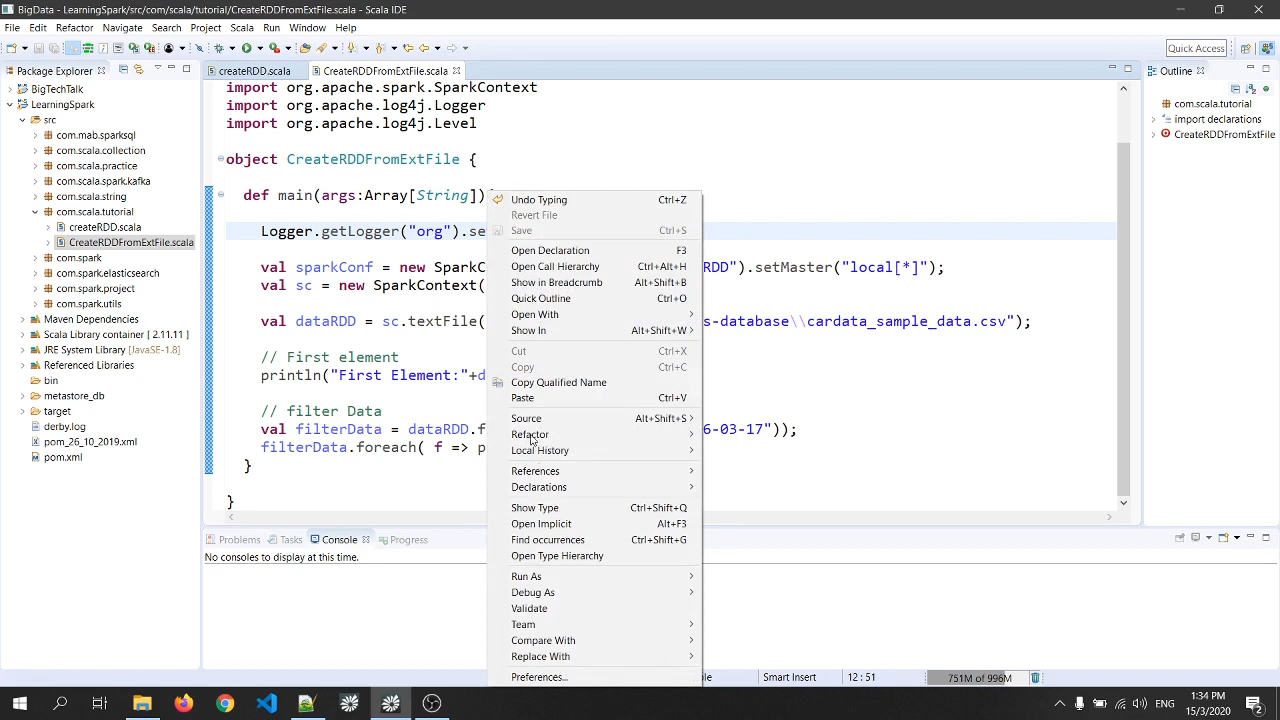 BigData - LearningSpark/src/com/scala/tutorial/CreateRDDFromExtFile.scala - Scala IDE
File Edit Refactor Navigate Search Project Scala Run Window Help
Quick Access
Package Explorer
BigTechTalk
LearningSpark
src
com.mab.sparksql
com.scala.collection
com.scala.practice
com.scala.spark.kafka
com.scala.string
com.scala.tutorial
createRDD.scala
CreateRDDFromExtFile.scala
com.spark
com.spark.elasticsearch
com.spark.project
com.spark.utils
Maven Dependencies
Scala Library container [ 2.11.11 ]
JRE System Library [JavaSE-1.8]
Referenced Libraries
bin
metastore_db
target
derby.log
pom_26_10_2019.xml
pom.xml
createRDD.scala CreateRDDFromExtFile.scala
import org.apache.spark.SparkContext
import org.apache.log4j.Logger
import org.apache.log4j.Level
object CreateRDDFromExtFile {
def main(args:Array[String])
Logger.getLogger("org").se
val sparkConf = new SparkC RDD").setMaster("local[*]");
val sc = new SparkContext(
val dataRDD = sc.textFile( s-database\\cardata_sample_data.csv");
// First element
println("First Element:"+d
// filter Data
val filterData = dataRDD.f 6-03-17"));
filterData.foreach( f => p
}
}
Undo Typing Ctrl+Z
Revert File
Save Ctrl+S
Open Declaration F3
Open Call Hierarchy Ctrl+Alt+H
Show in Breadcrumb Alt+Shift+B
Quick Outline Ctrl+O
Open With
Show In Alt+Shift+W
Cut Ctrl+X
Copy Ctrl+C
Copy Qualified Name
Paste Ctrl+V
Source Alt+Shift+S
Refactor
Local History
References
Declarations
Show Type Ctrl+Shift+Q
Open Implicit Alt+F3
Find occurrences Ctrl+Shift+G
Open Type Hierarchy
Run As
Debug As
Validate
Team
Compare With
Replace With
Preferences...
Outline
com.scala.tutorial
import declarations
CreateRDDFromExtFile
Problems Tasks Console Progress
No consoles to display at this time.
Smart Insert 12 : 51 751M of 996M
ENG
1:34 PM
15/3/2020
2